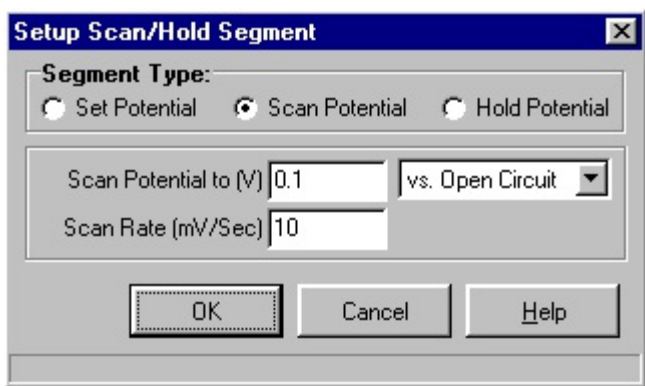 Setup Scan/Hold Segment
Segment Type:
Set Potential Scan Potential Hold Potential
Scan Potential to (V) 0.1 vs. Open Circuit
Scan Rate (mV/Sec) 10
OK Cancel Help